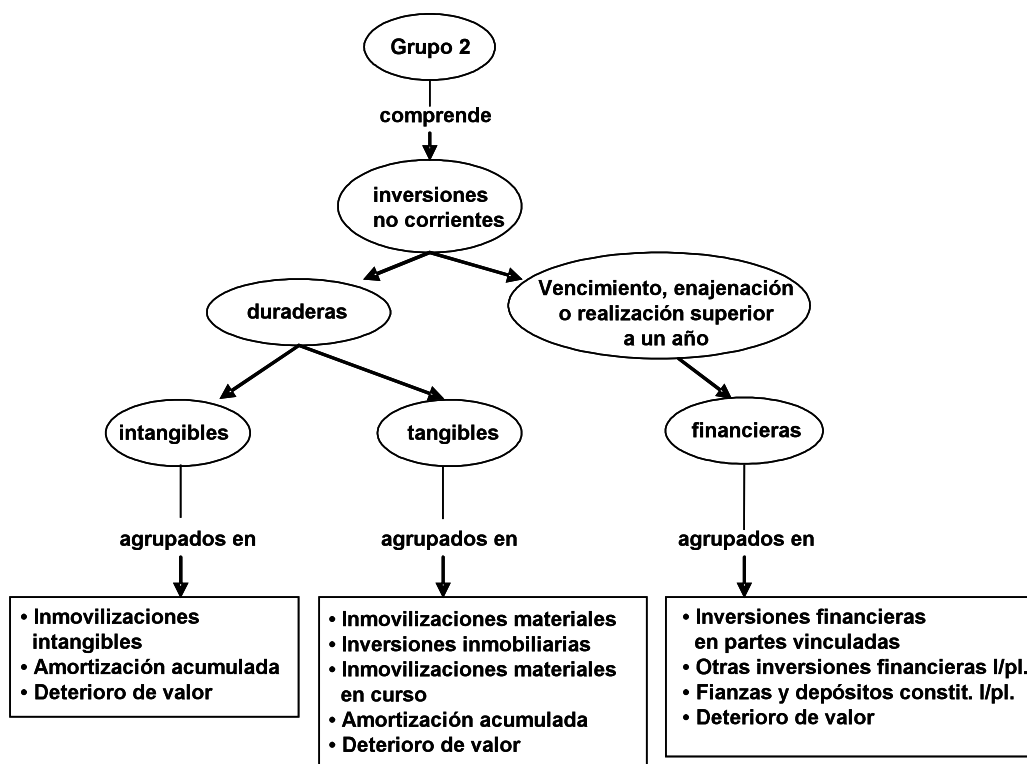 Grupo 2
comprende
inversiones
no corrientes
duraderas
Vencimiento, enajenación
o realización superior
a un año
intangibles
tangibles
financieras
agrupados en
agrupados en
agrupados en
• Inmovilizaciones
intangibles
• Amortización acumulada
• Deterioro de valor
• Inmovilizaciones materiales
• Inversiones inmobiliarias
• Inmovilizaciones materiales
en curso
• Amortización acumulada
• Deterioro de valor
• Inversiones financieras
en partes vinculadas
• Otras inversiones financieras l/pl.
• Fianzas y depósitos constit. l/pl.
• Deterioro de valor